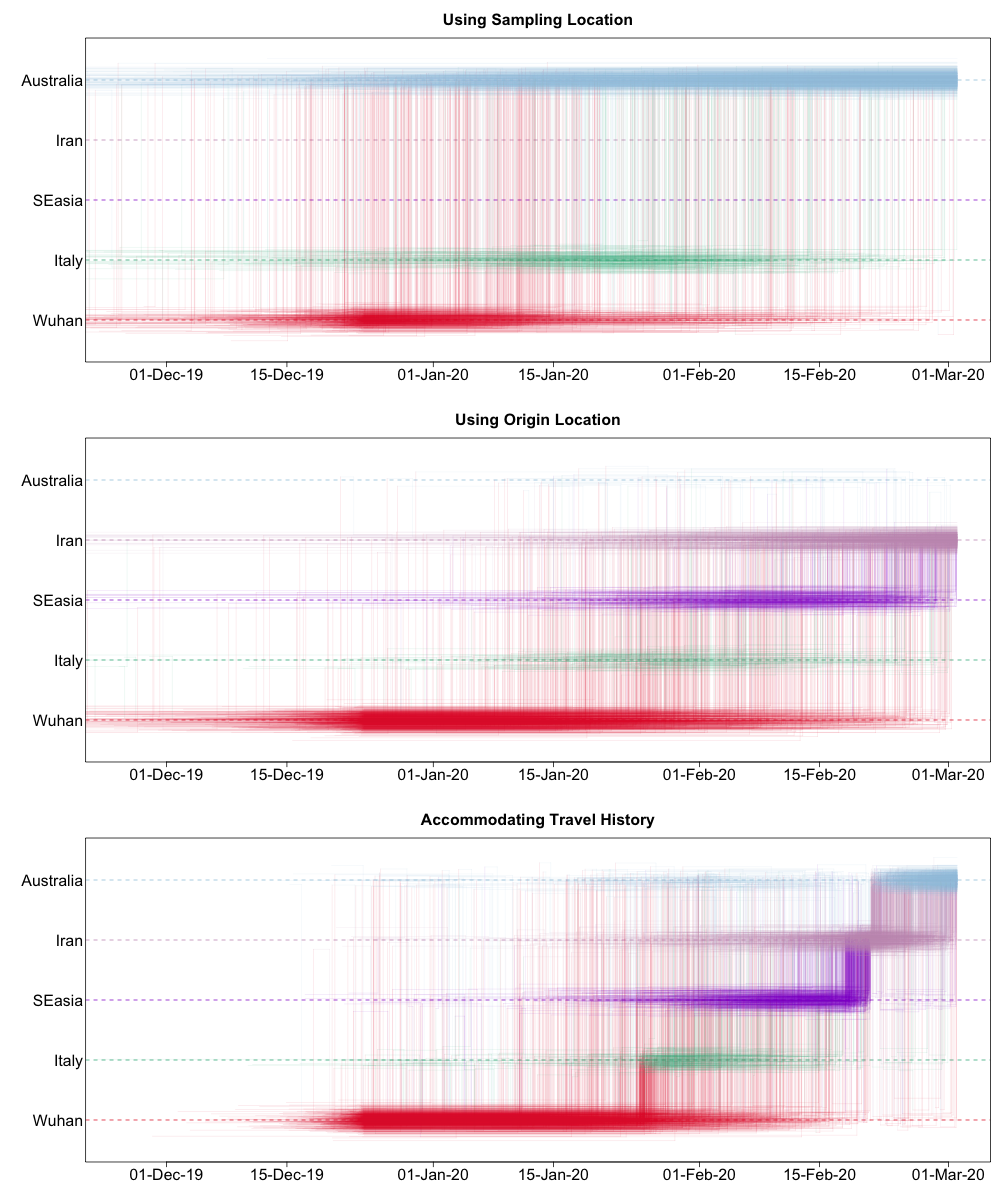 Using Sampling Location
Australia
Iran
SEasia
Italy
Wuhan
01-Dec-19 15-Dec-19 01-Jan-20 15-Jan-20 01-Feb-20 15-Feb-20 01-Mar-20
Using Origin Location
Australia
Iran
SEasia
Italy
Wuhan
01-Dec-19 15-Dec-19 01-Jan-20 15-Jan-20 01-Feb-20 15-Feb-20 01-Mar-20
Accommodating Travel History
Australia
Iran
SEasia
Italy
Wuhan
01-Dec-19 15-Dec-19 01-Jan-20 15-Jan-20 01-Feb-20 15-Feb-20 01-Mar-20